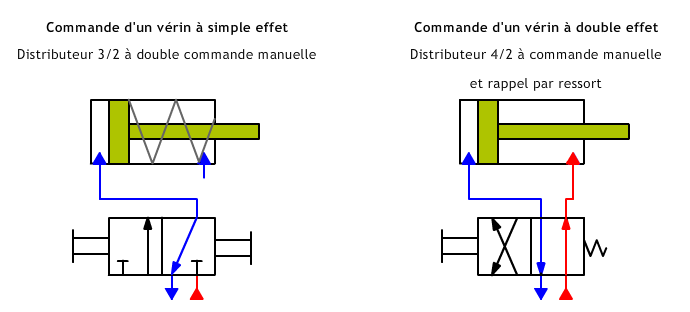 Commande d'un vérin à simple effet
Distributeur 3/2 à double commande manuelle
Commande d'un vérin à double effet
Distributeur 4/2 à commande manuelle
et rappel par ressort